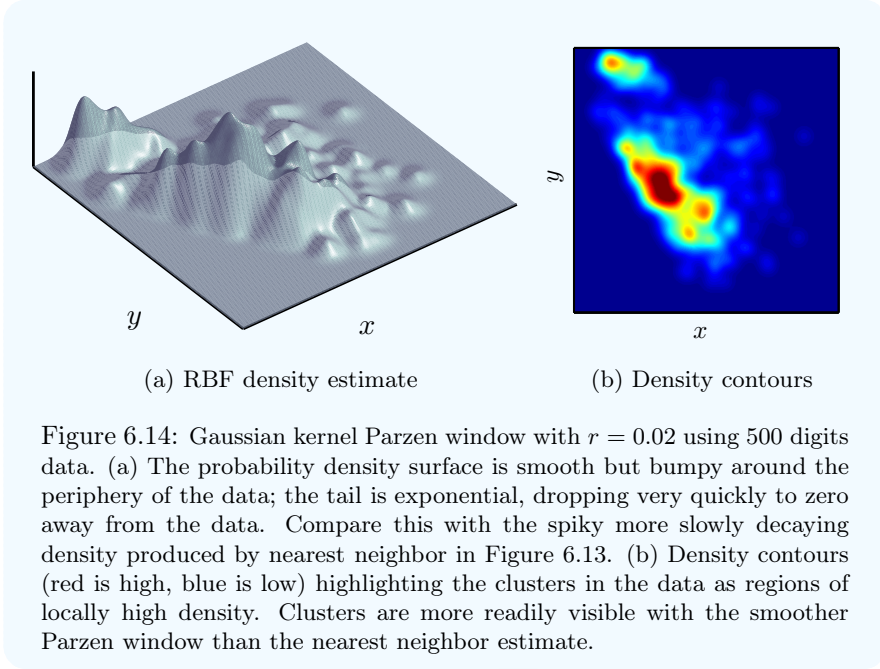 y
x
y
x
(a) RBF density estimate
(b) Density contours
Figure 6.14: Gaussian kernel Parzen window with r = 0.02 using 500 digits
data. (a) The probability density surface is smooth but bumpy around the
periphery of the data; the tail is exponential, dropping very quickly to zero
away from the data. Compare this with the spiky more slowly decaying
density produced by nearest neighbor in Figure 6.13. (b) Density contours
(red is high, blue is low) highlighting the clusters in the data as regions of
locally high density. Clusters are more readily visible with the smoother
Parzen window than the nearest neighbor estimate.